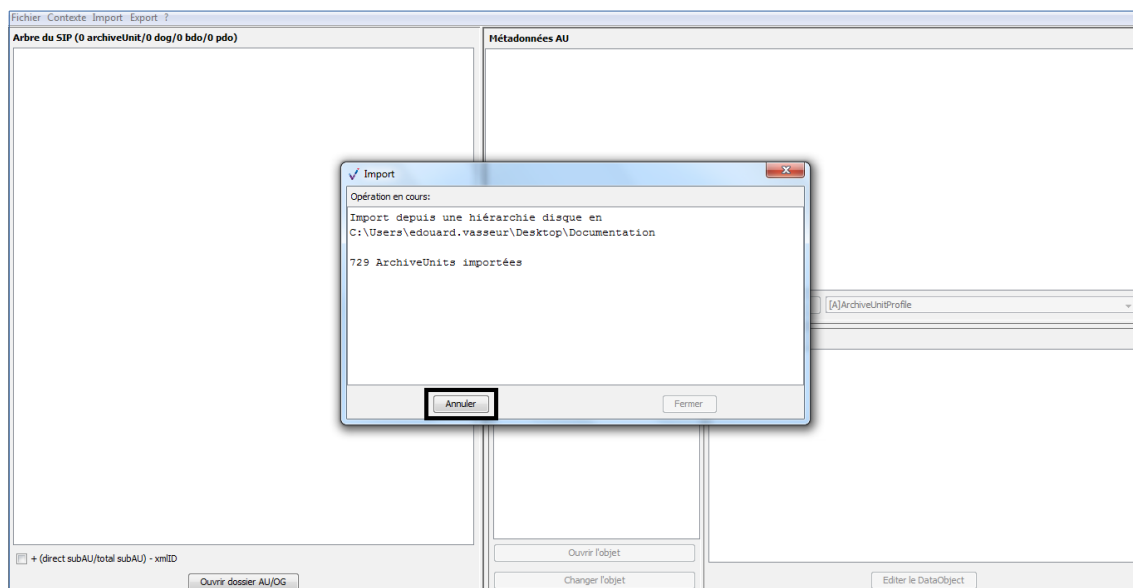 Fichier Contexte Import Export ?
Arbre du SIP (0 archiveUnit/0 dog/0 bdo/0 pdo)
Métadonnées AU
Import
Opération en cours:
Import depuis une hiérarchie disque en
C:\Users\edouard.vasseur\Desktop\Documentation
729 ArchiveUnits importées
[A]ArchiveUnitProfile
Annuler
Fermer
+ (direct subAU/total subAU) - xmlID
Ouvrir l'objet
Ouvrir dossier AU/OG
Changer l'objet
Editer le DataObject